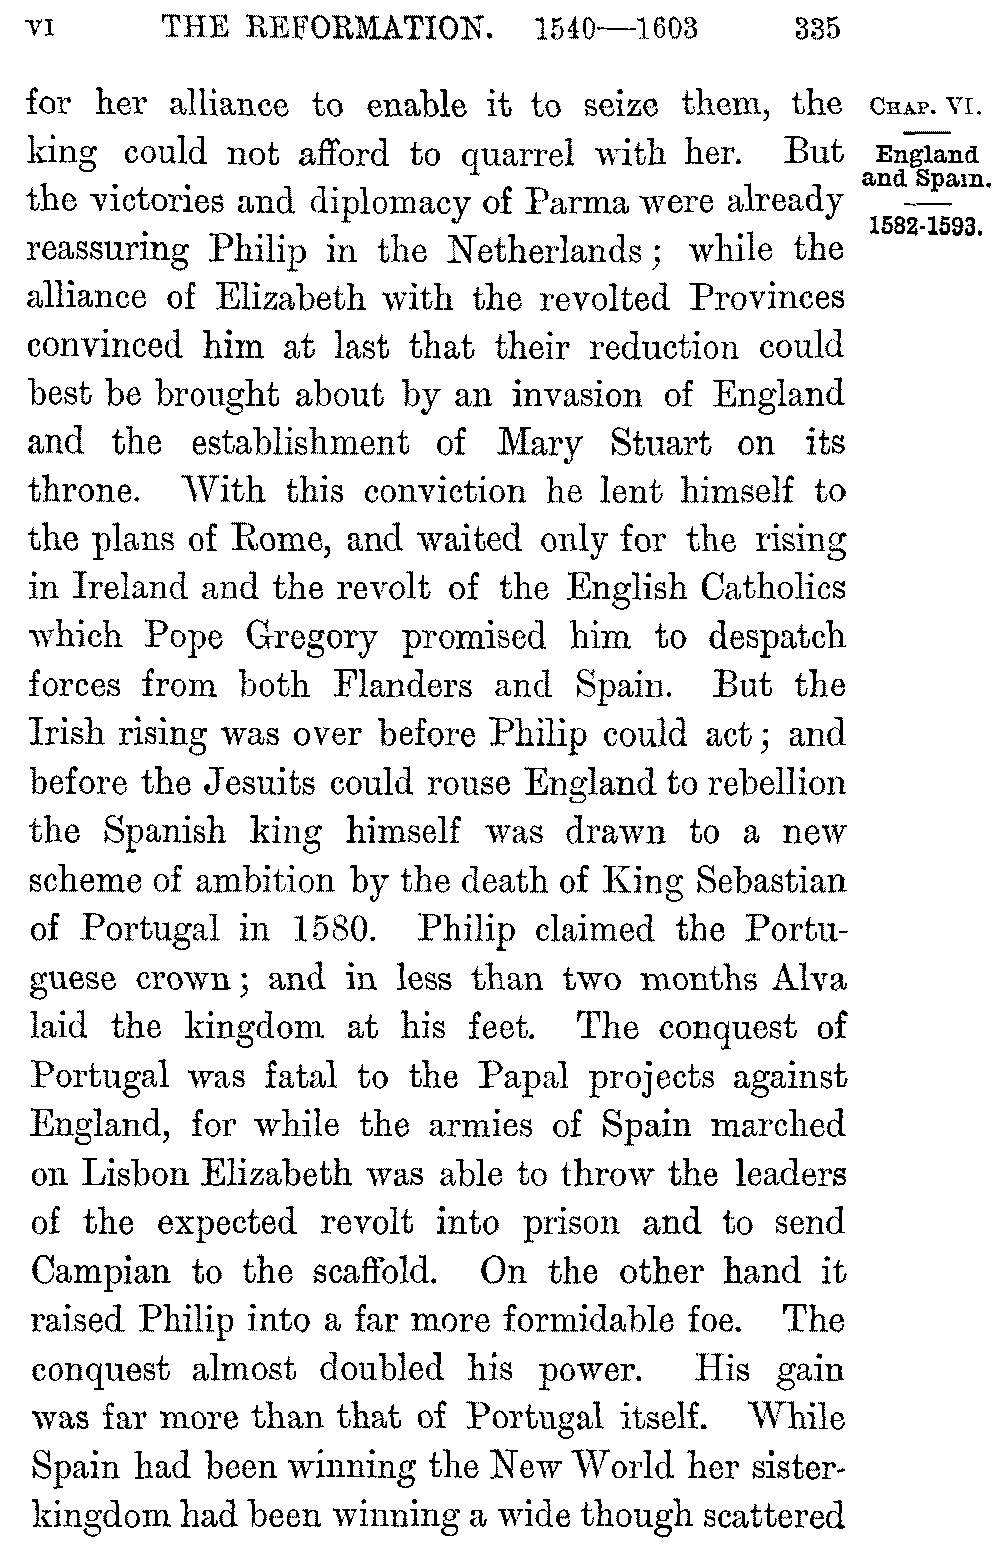 VI THE REFORMATION. 1540—1603 335
for her alliance to enable it to seize them, the
king could not afford to quarrel with her. But
the victories and diplomacy of Parma were already
reassuring Philip in the Netherlands; while the
alliance of Elizabeth with the revolted Provinces
convinced him at last that their reduction could
best be brought about by an invasion of England
and the establishment of Mary Stuart on its
throne. With this conviction he lent himself to
the plans of Rome, and waited only for the rising
in Ireland and the revolt of the English Catholics
which Pope Gregory promised him to despatch
forces from both Flanders and Spain. But the
Irish rising was over before Philip could act; and
before the Jesuits could rouse England to rebellion
the Spanish king himself was drawn to a new
scheme of ambition by the death of King Sebastian
of Portugal in 1580. Philip claimed the Portu-
guese crown; and in less than two months Alva
laid the kingdom at his feet. The conquest of
Portugal was fatal to the Papal projects against
England, for while the armies of Spain marched
on Lisbon Elizabeth was able to throw the leaders
of the expected revolt into prison and to send
Campian to the scaffold. On the other hand it
raised Philip into a far more formidable foe. The
conquest almost doubled his power. His gain
was far more than that of Portugal itself. While
Spain had been winning the New World her sister-
kingdom had been winning a wide though scattered
CHAP. VI.
England
and Spain.
1582-1593.